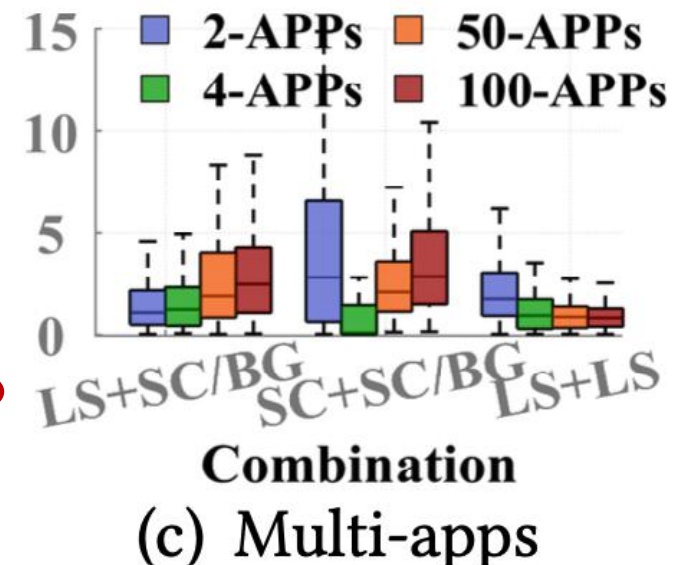 15
2-APPs
50-APPs
4-APPs
100-APPs
10
5
0
LS+SC/BG
SC+SC/BG
LS+LS
Combination
(c) Multi-apps